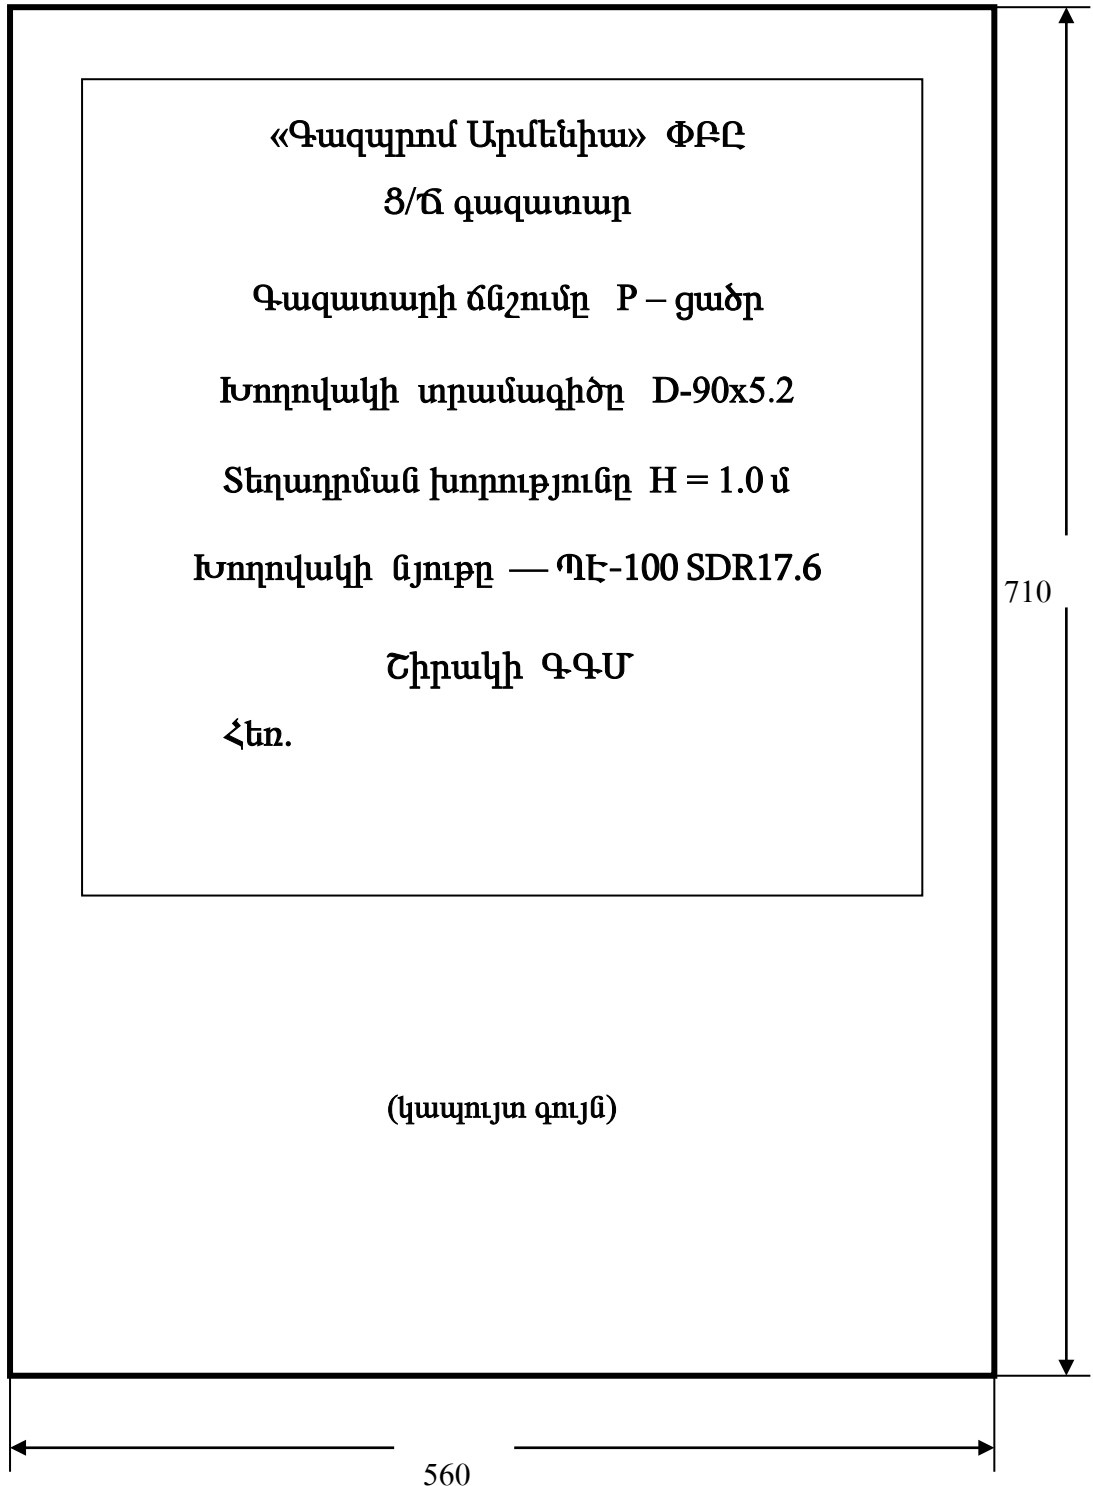 «Գազպրոմ Արմենիա» ՓԲԸ
Ց/Ճ գազատար
Գազատարի ճնշումը P – ցածր
Խողովակի տրամագիծը D-90x5.2
Տեղադրման խորությունը H = 1.0 մ
Խողովակի նյութը — ՊԷ-100 SDR17.6
710
Շիրակի ԳԳՄ
Հեռ.
(կապույտ գույն)
560